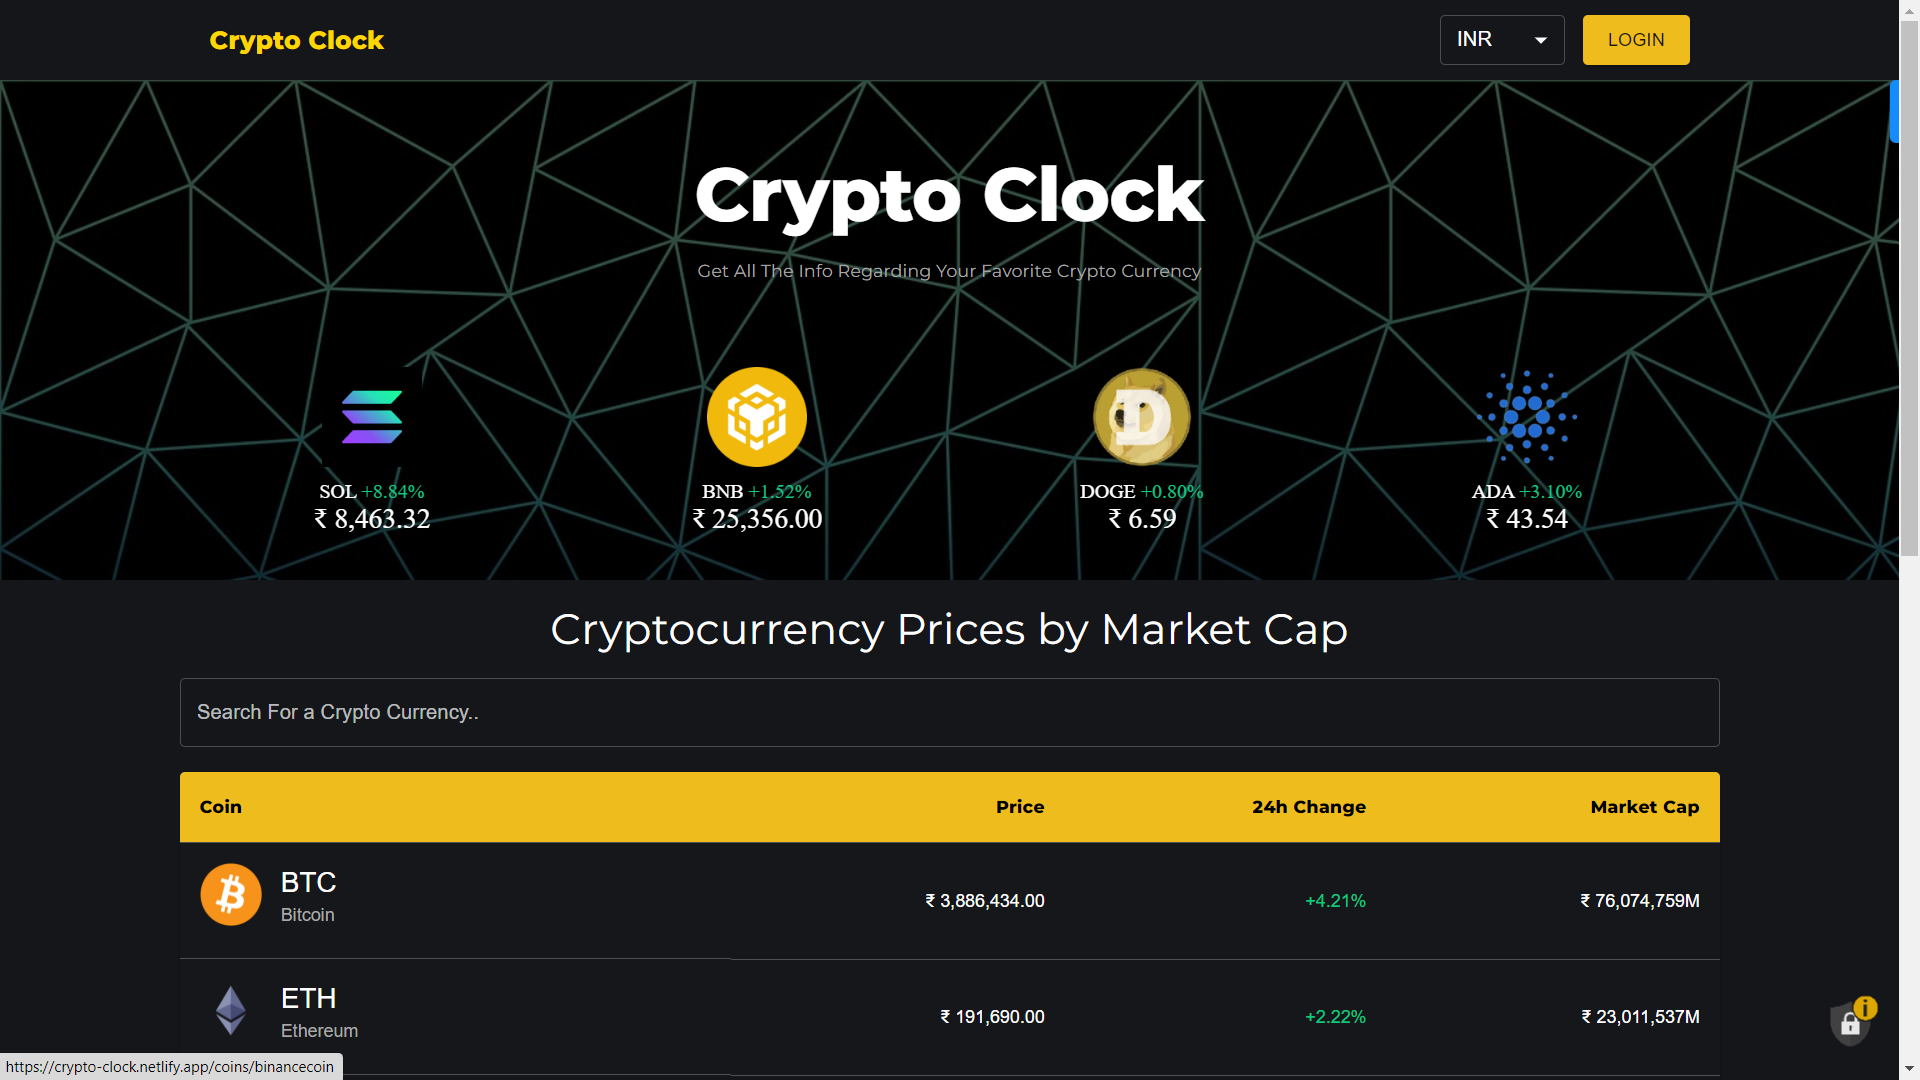 Crypto Clock
INR
LOGIN
Crypto Clock
Get All The Info Regarding Your Favorite Crypto Currency
SOL +8.84%
₹ 8,463.32
BNB +1.52%
₹ 25,356.00
DOGE +0.80%
₹ 6.59
ADA +3.10%
₹ 43.54
Cryptocurrency Prices by Market Cap
Search For a Crypto Currency..
Coin Price 24h Change Market Cap
BTC
Bitcoin
₹ 3,886,434.00 +4.21% ₹ 76,074,759M
ETH
Ethereum
₹ 191,690.00 +2.22% ₹ 23,011,537M
https://crypto-clock.netlify.app/coins/binancecoin